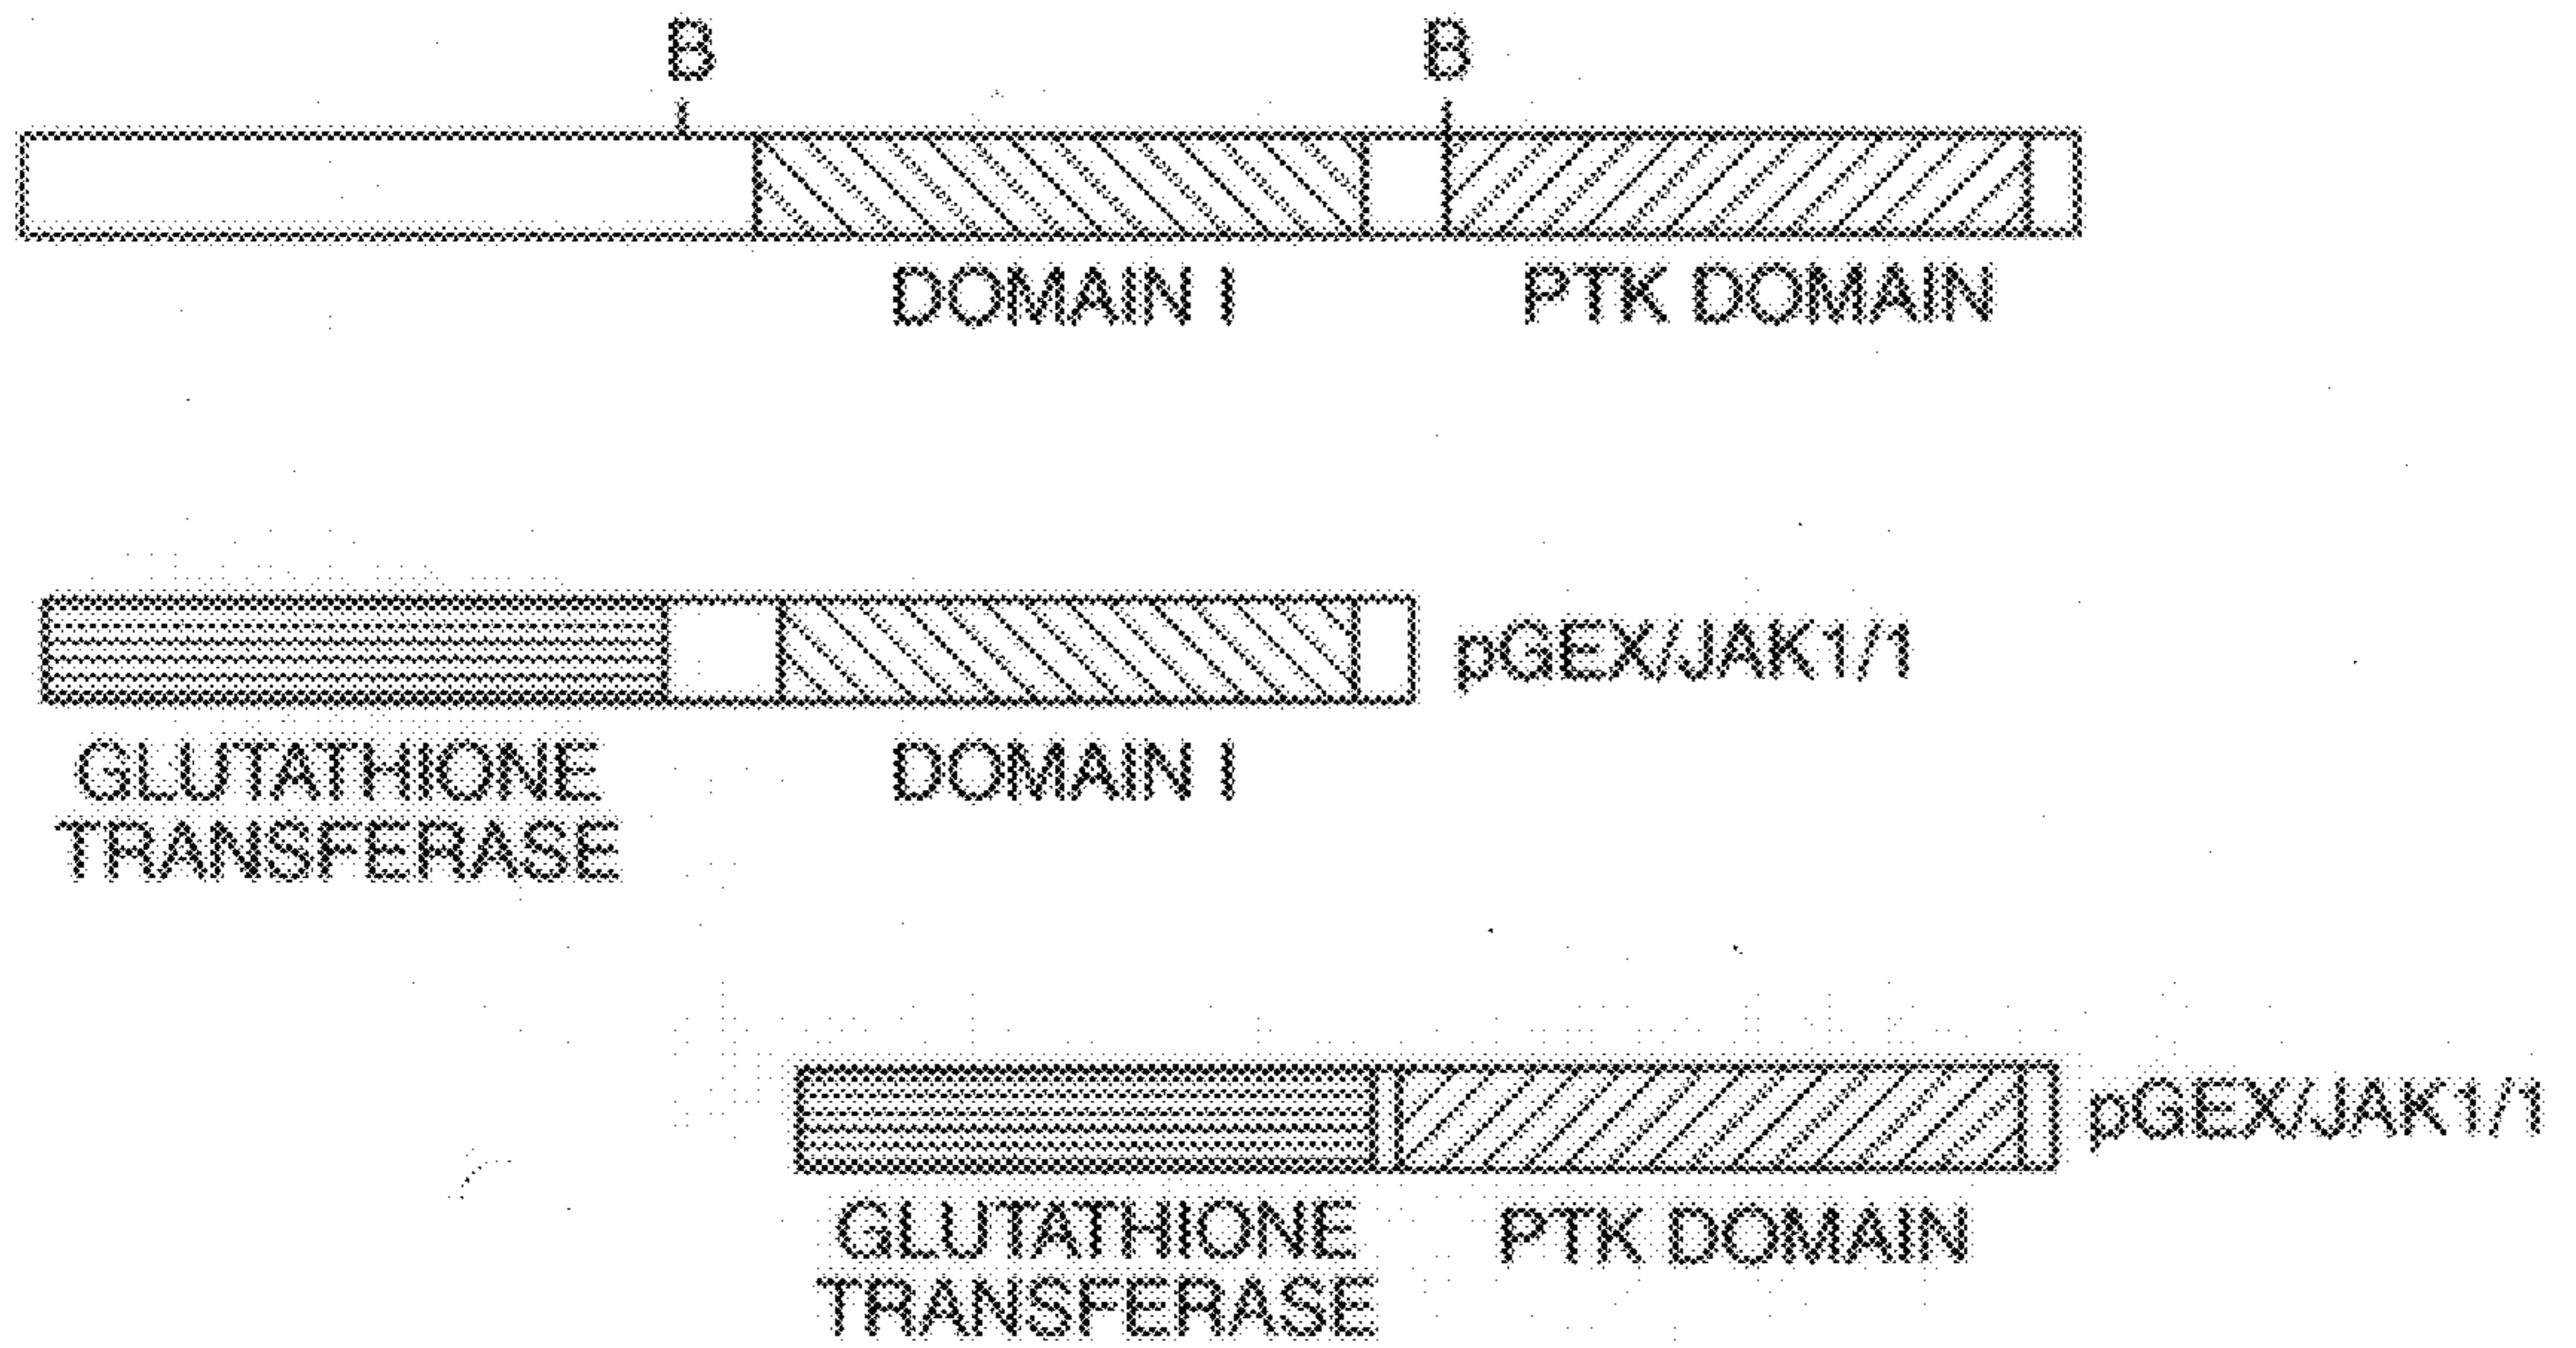 B B
DOMAIN I PTK DOMAIN
pGEX/JAK1/1
GLUTATHIONE
TRANSFERASE
DOMAIN I
pGEX/JAK1/1
GLUTATHIONE
TRANSFERASE
PTK DOMAIN